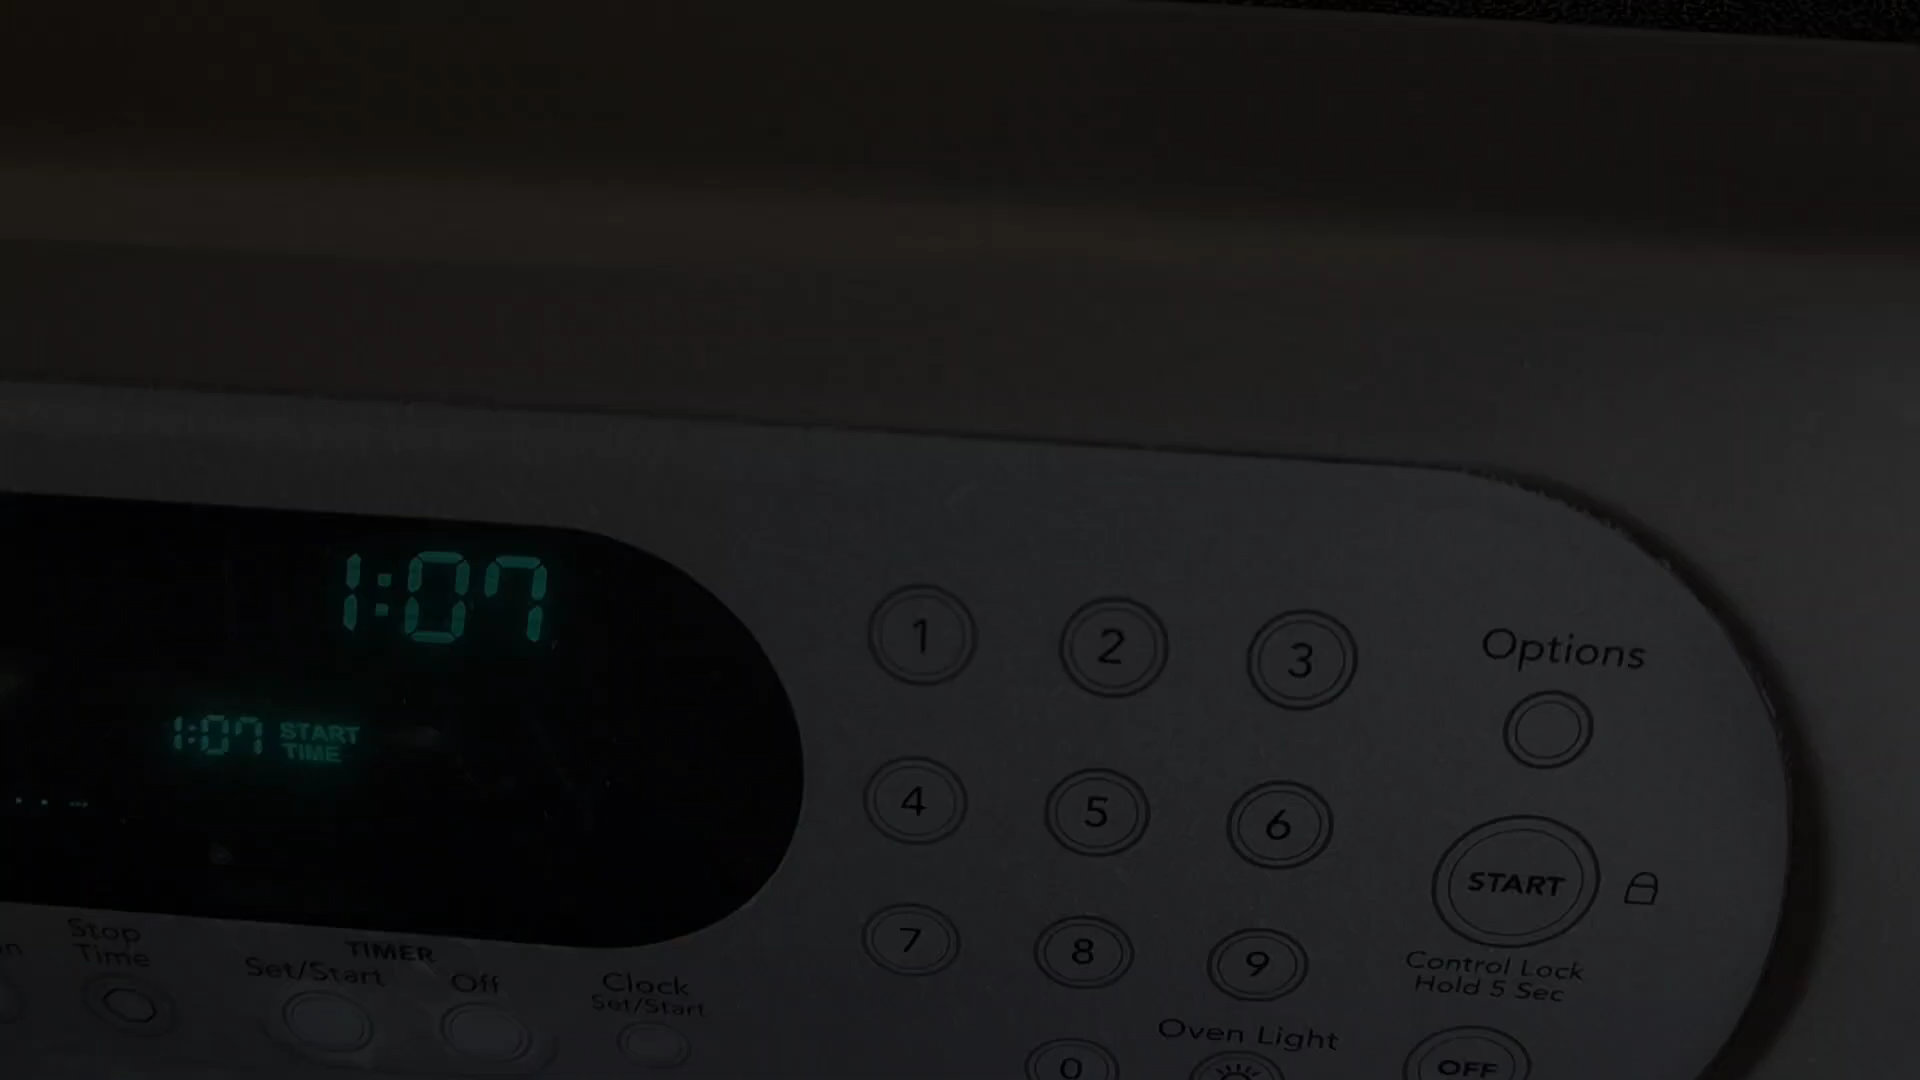 1:07
1:07 START
TIME
1 2 3
Options
4 5 6
START
7 8 9
Control Lock
Hold 5 Sec
Stop
Time
TIMER
Set/Start Off
Clock
Set/Start
Oven Light
0
OFF